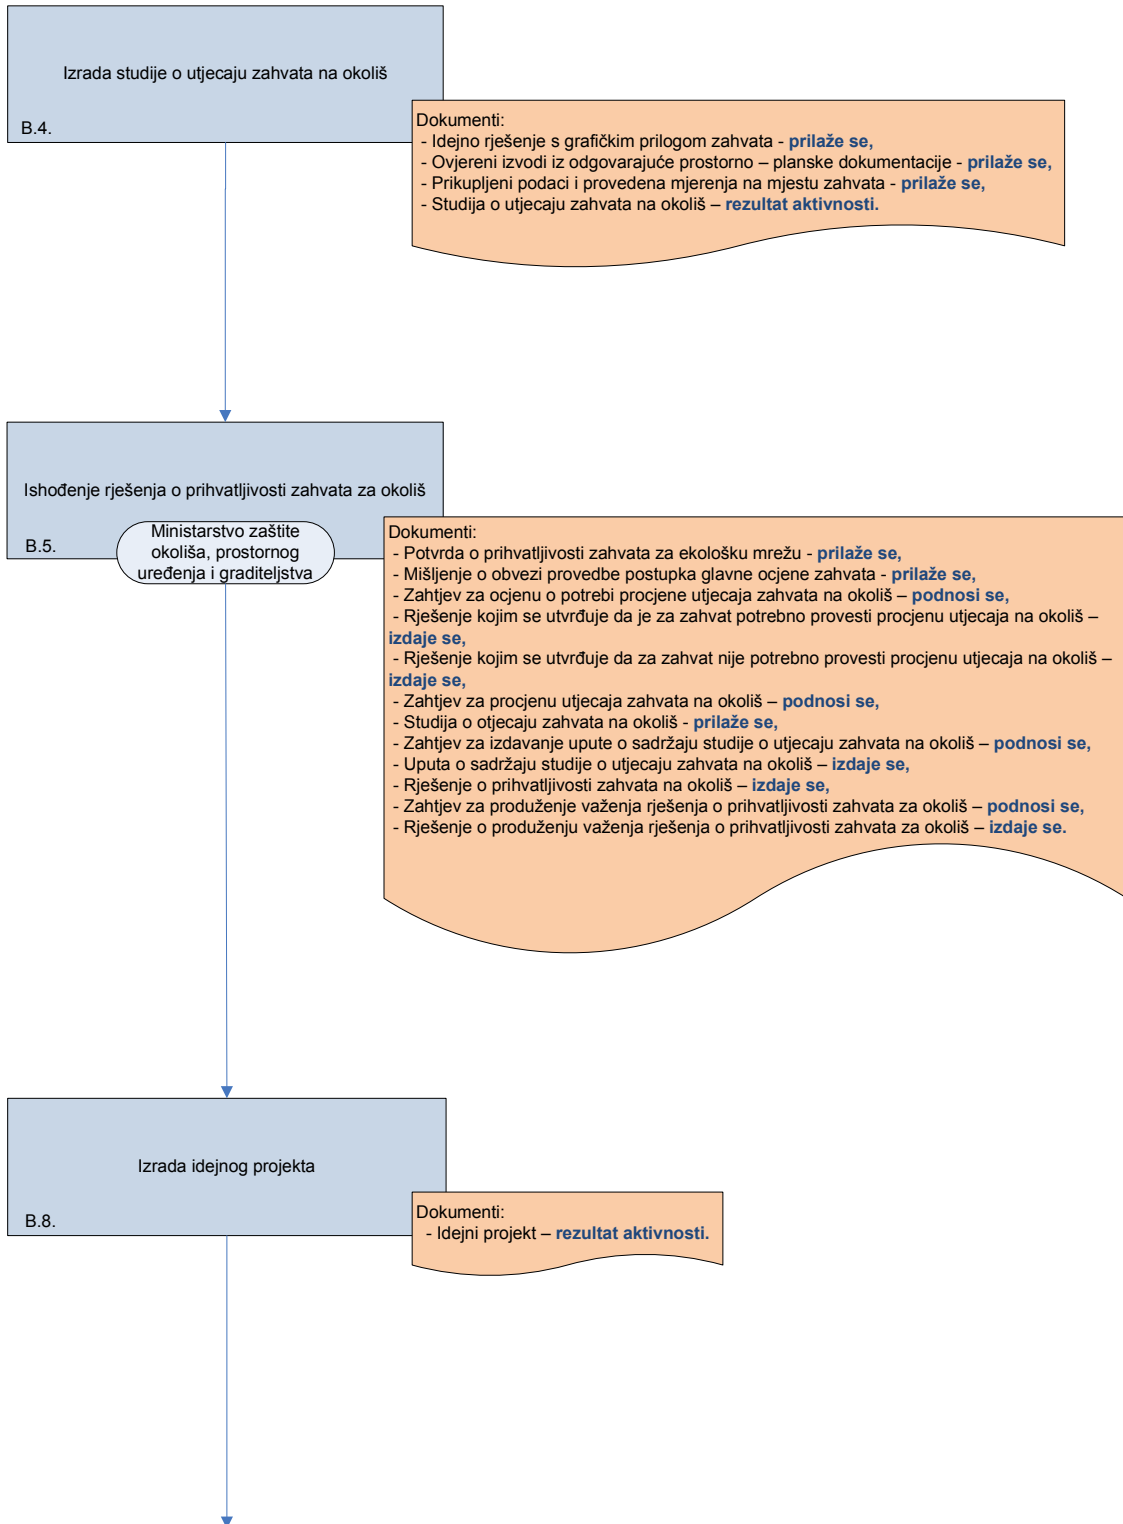 Izrada studije o utjecaju zahvata na okoliš
B.4.
Dokumenti:
- Idejno rješenje s grafičkim prilogom zahvata - prilaže se,
- Ovjereni izvodi iz odgovarajuće prostorno – planske dokumentacije - prilaže se,
- Prikupljeni podaci i provedena mjerenja na mjestu zahvata - prilaže se,
- Studija o utjecaju zahvata na okoliš – rezultat aktivnosti.
Ishođenje rješenja o prihvatljivosti zahvata za okoliš
B.5.
Ministarstvo zaštite
okoliša, prostornog
uređenja i graditeljstva
Dokumenti:
- Potvrda o prihvatljivosti zahvata za ekološku mrežu - prilaže se,
- Mišljenje o obvezi provedbe postupka glavne ocjene zahvata - prilaže se,
- Zahtjev za ocjenu o potrebi procjene utjecaja zahvata na okoliš – podnosi se,
- Rješenje kojim se utvrđuje da je za zahvat potrebno provesti procjenu utjecaja na okoliš –
izdaje se,
- Rješenje kojim se utvrđuje da za zahvat nije potrebno provesti procjenu utjecaja na okoliš –
izdaje se,
- Zahtjev za procjenu utjecaja zahvata na okoliš – podnosi se,
- Studija o otjecaju zahvata na okoliš - prilaže se,
- Zahtjev za izdavanje upute o sadržaju studije o utjecaju zahvata na okoliš – podnosi se,
- Uputa o sadržaju studije o utjecaju zahvata na okoliš – izdaje se,
- Rješenje o prihvatljivosti zahvata na okoliš – izdaje se,
- Zahtjev za produženje važenja rješenja o prihvatljivosti zahvata za okoliš – podnosi se,
- Rješenje o produženju važenja rješenja o prihvatljivosti zahvata za okoliš – izdaje se.
Izrada idejnog projekta
B.8.
Dokumenti:
- Idejni projekt – rezultat aktivnosti.